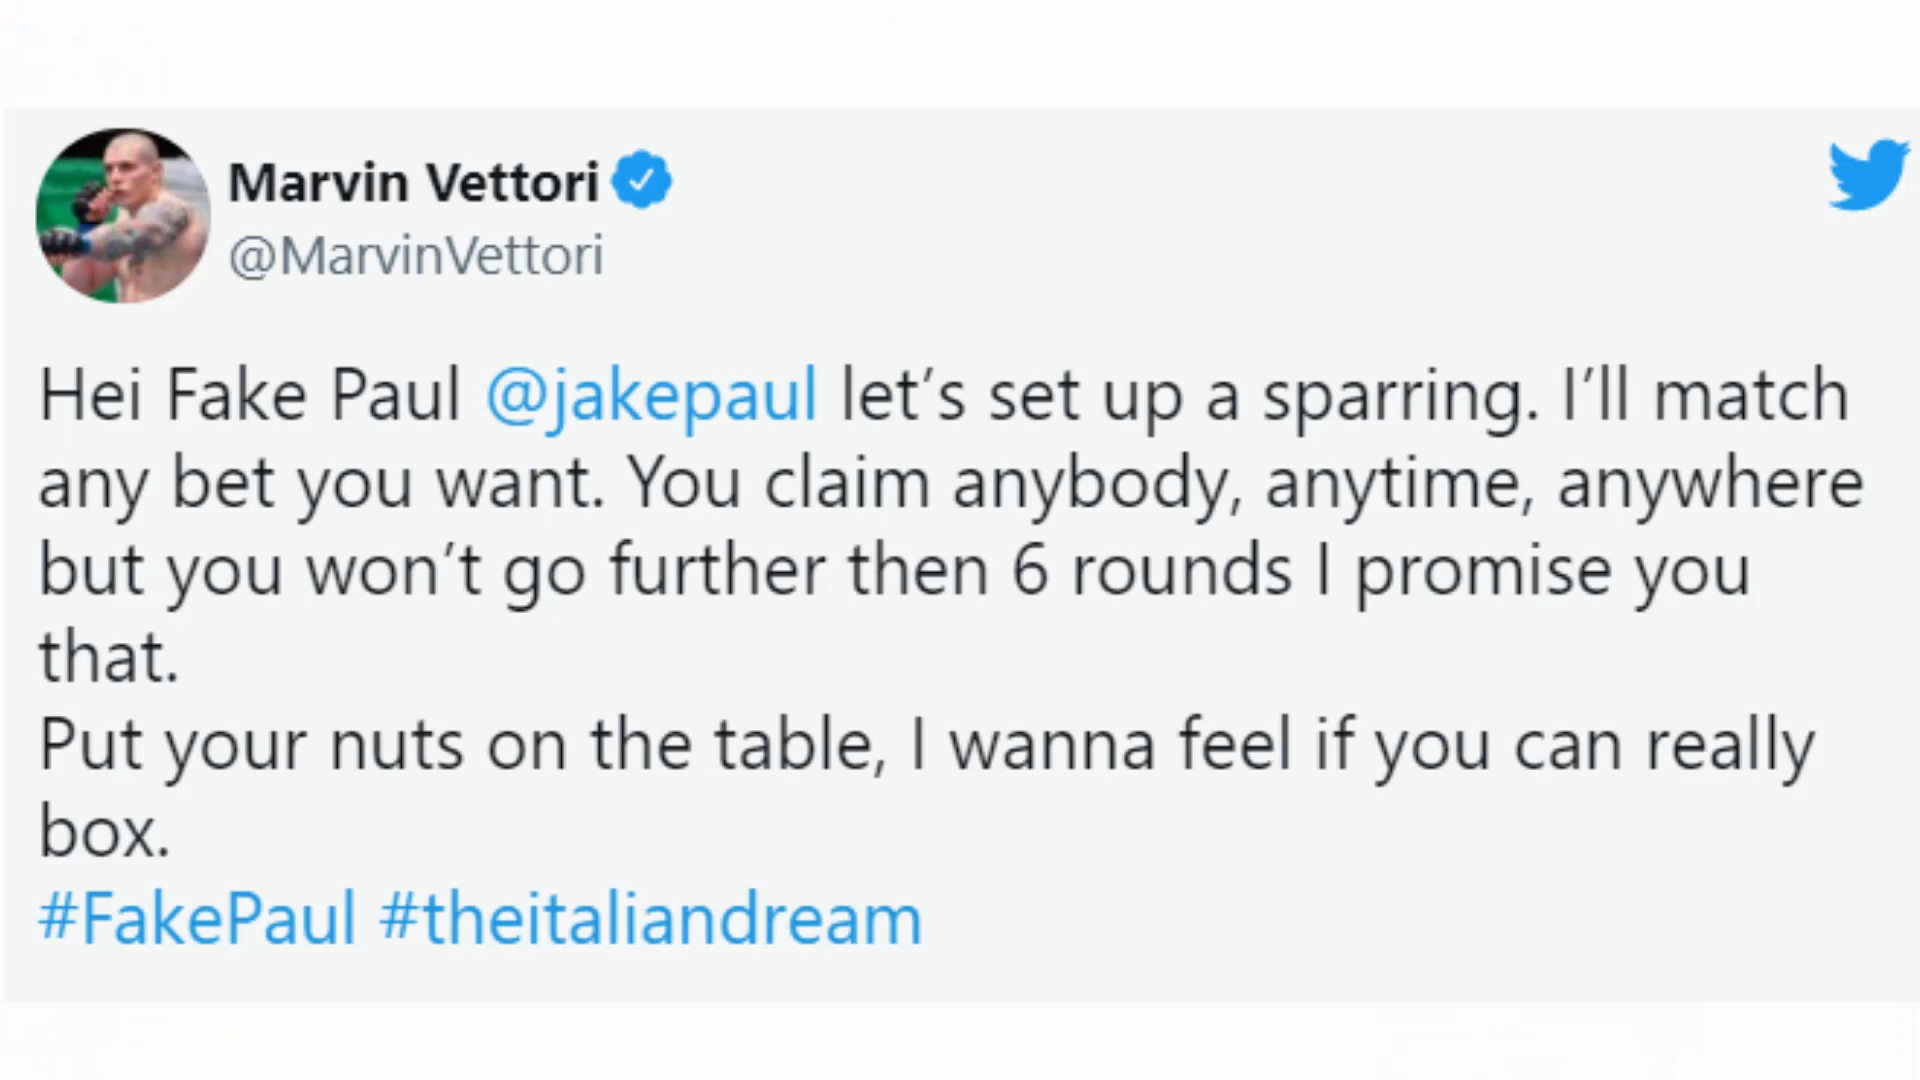 Marvin Vettori
@MarvinVettori
Hei Fake Paul @jakepaul let’s set up a sparring. I’ll match
any bet you want. You claim anybody, anytime, anywhere
but you won’t go further then 6 rounds I promise you
that.
Put your nuts on the table, I wanna feel if you can really
box.
#FakePaul #theitaliandream